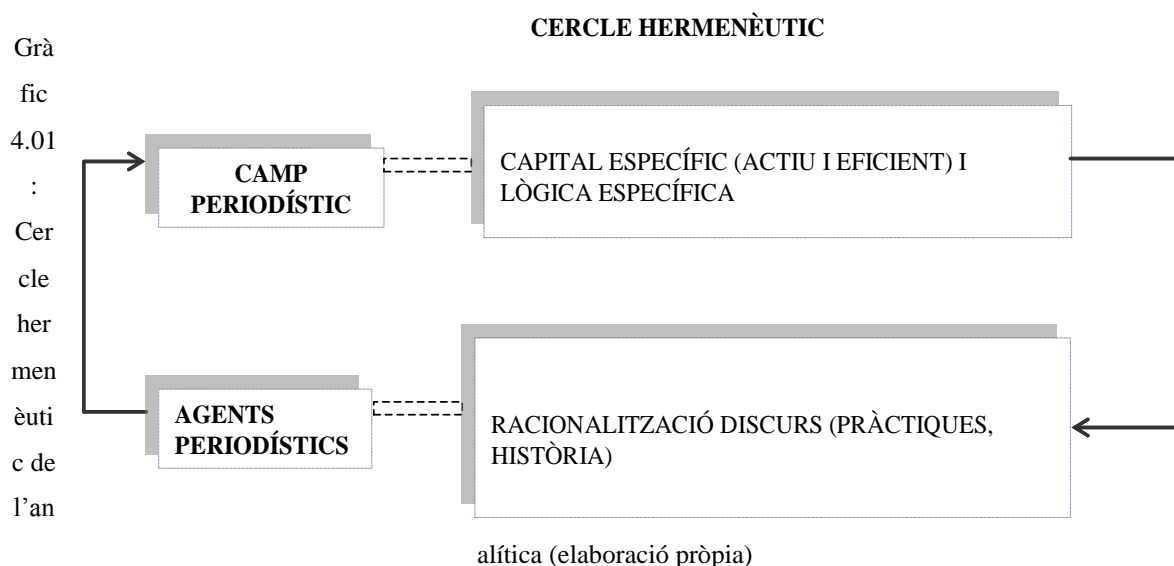 CERCLE HERMENÈUTIC
Grà
fic
4.01
:
Cer
cle
her
men
èuti
c de
l’an
CAMP
PERIODÍSTIC
CAPITAL ESPECÍFIC (ACTIU I EFICIENT) I
LÒGICA ESPECÍFICA
AGENTS
PERIODÍSTICS
RACIONALITZACIÓ DISCURS (PRÀCTIQUES,
HISTÒRIA)
alítica (elaboració pròpia)